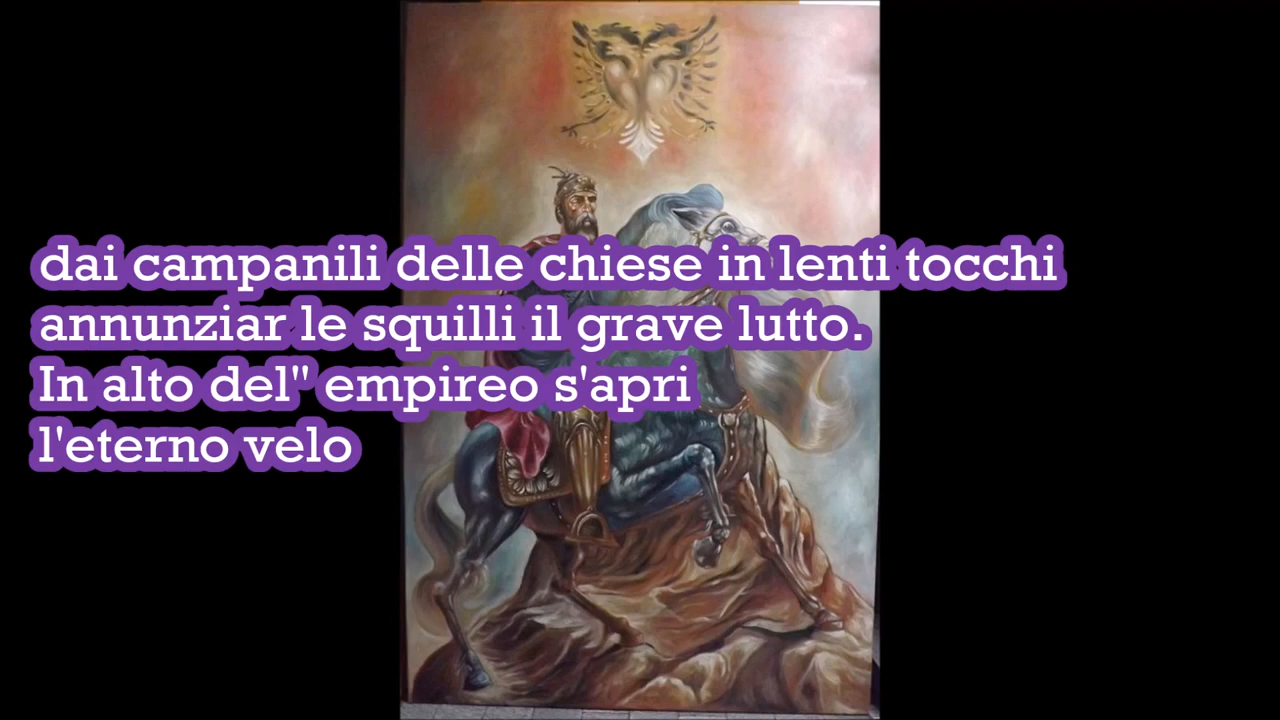 dai campanili delle chiese in lenti tocchi
annunziar le squilli il grave lutto.
In alto del" empireo s'apri
l'eterno velo